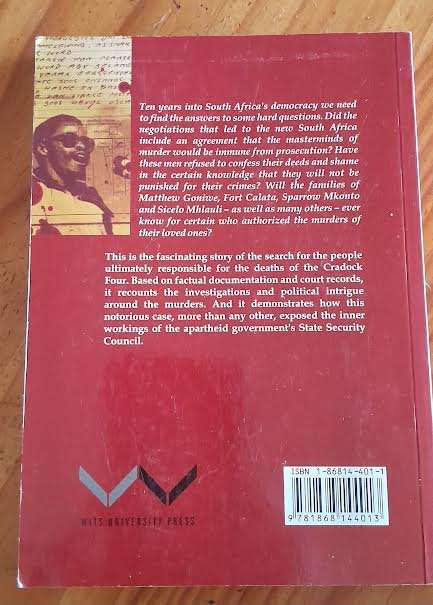 Ten years into South Africa's democracy we need
to find the answers to some hard questions. Did the
negotiations that led to the new South Africa
include an agreement that the masterminds of
murder would be immune from prosecution? Have
these men refused to confess their deeds and shame
in the certain knowledge that they will not be
punished for their crimes? Will the families of
Matthew Goniwe, Fort Calata, Sparrow Mkonto
and Sicelo Mhlauli – as well as many others – ever
know for certain who authorized the murders of
their loved ones?
This is the fascinating story of the search for the people
ultimately responsible for the deaths of the Cradock
Four. Based on factual documentation and court records,
it recounts the investigations and political intrigue
around the murders. And it demonstrates how this
notorious case, more than any other, exposed the inner
workings of the apartheid government's State Security
Council.
WITS UNIVERSITY PRESS
ISBN 1-86814-401-1
9 781868 144013